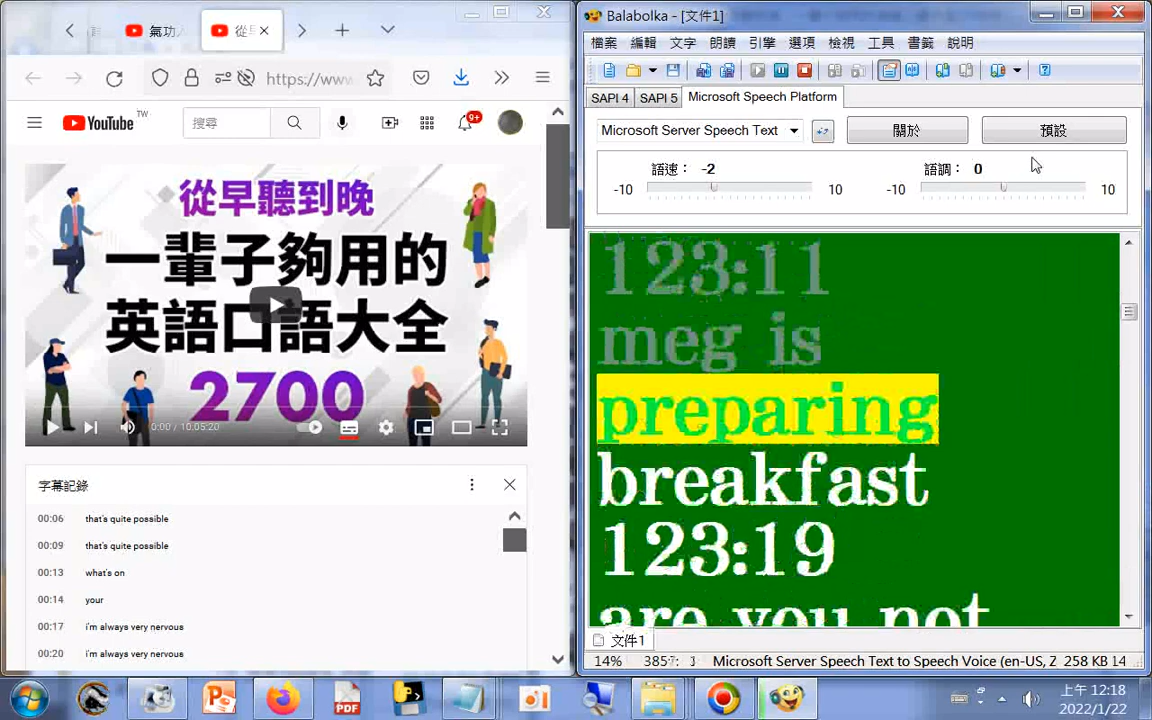 氣功
從
https://www
YouTube TW
搜尋
9+
從早聽到晚
一輩子夠用的
英語口語大全
2700
0:00 / 10:05:20
字幕記錄
00:06 that's quite possible
00:09 that's quite possible
00:13 what's on
00:14 your
00:17 i'm always very nervous
00:20 i'm always very nervous
Balabolka - [文件1]
檔案 編輯 文字 朗讀 引擎 選項 檢視 工具 書籤 說明
SAPI 4 SAPI 5 Microsoft Speech Platform
Microsoft Server Speech Text 關於 預設
語速： -2 語調： 0
-10 10 -10 10
123:11
meg is
preparing
breakfast
123:19
are you not
文件1
14% 3857: Microsoft Server Speech Text to Speech Voice (en-US, Z 258 KB 14
PDF
上午 12:18
2022/1/22